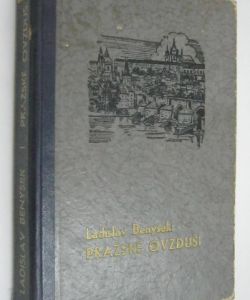 Ladislav Benýšek:
PRAŽSKÉ OVZDUŠÍ
LADISLAV BENÝŠEK I PRAŽSKÉ OVZDUŠÍ